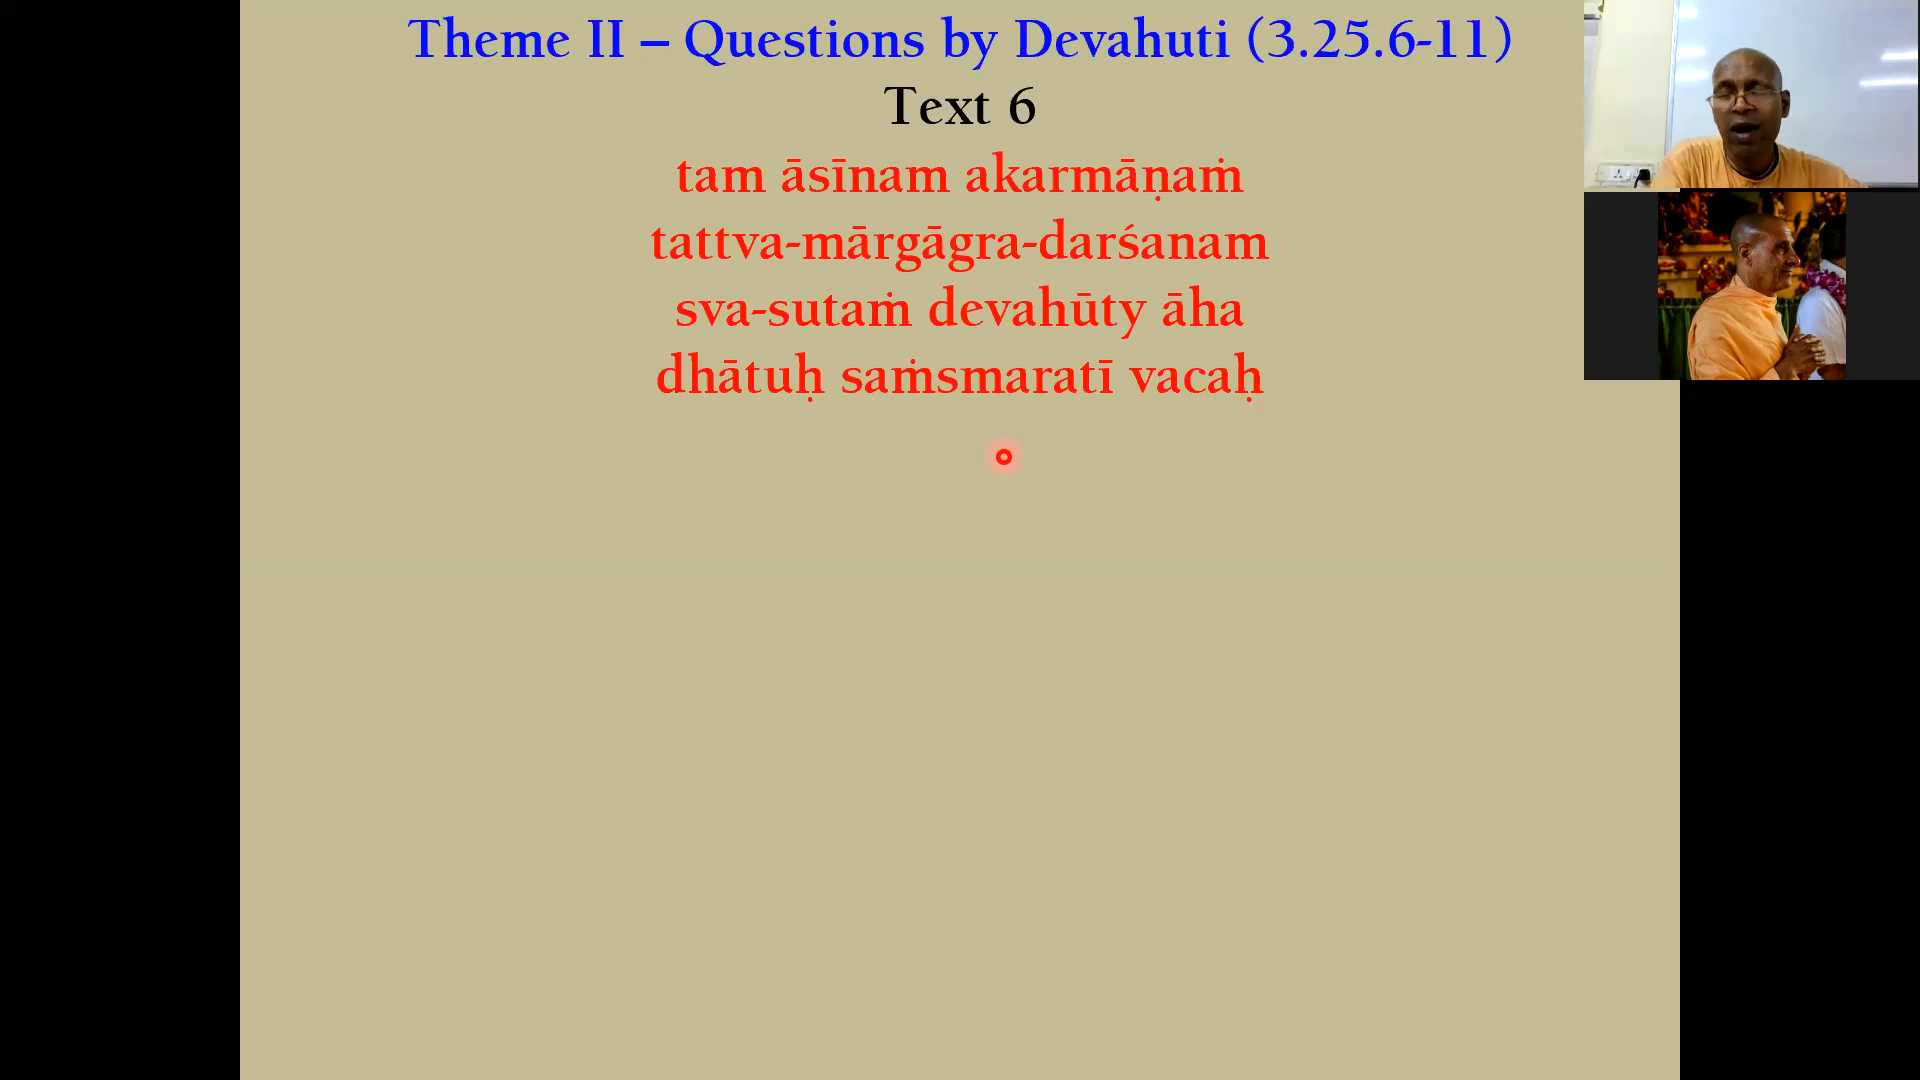 Theme II – Questions by Devahuti (3.25.6-11)
Text 6
tam āsīnam akarmāṇaṁ
tattva-mārgāgra-darśanam
sva-sutaṁ devahūty āha
dhātuḥ saṁsmaratī vacaḥ